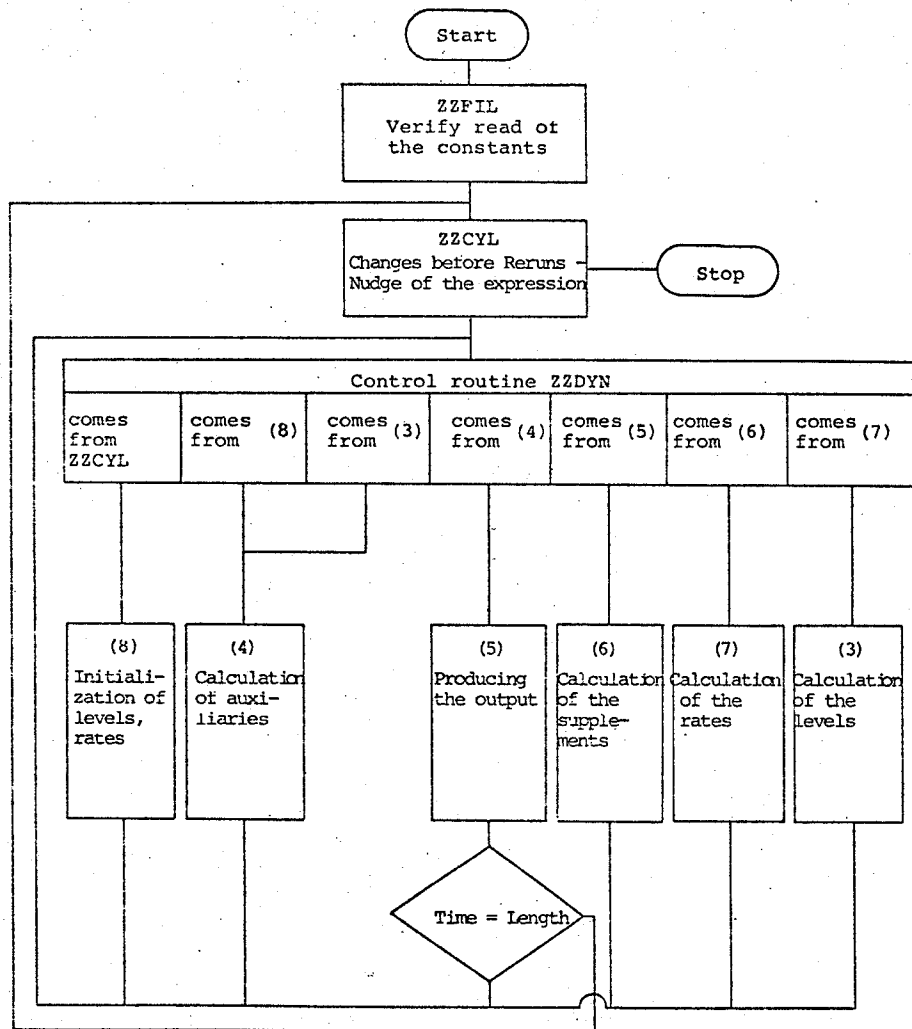 Start
ZZFIL
Verify read of
the constants
ZZCYL
Changes before Reruns
Nudge of the expression
Stop
Control routine ZZDYN
comes
from
ZZCYL
comes
from (8)
comes
from (3)
comes
from (4)
comes
from (5)
comes
from (6)
comes
from (7)
(8)
Initiali-
zation of
levels,
rates
(4)
Calculation
of auxi-
liaries
(5)
Producing
the output
(6)
Calculation
of the
supple-
ments
(7)
Calculation
of the
rates
(3)
Calculation
of the
levels
Time = Length